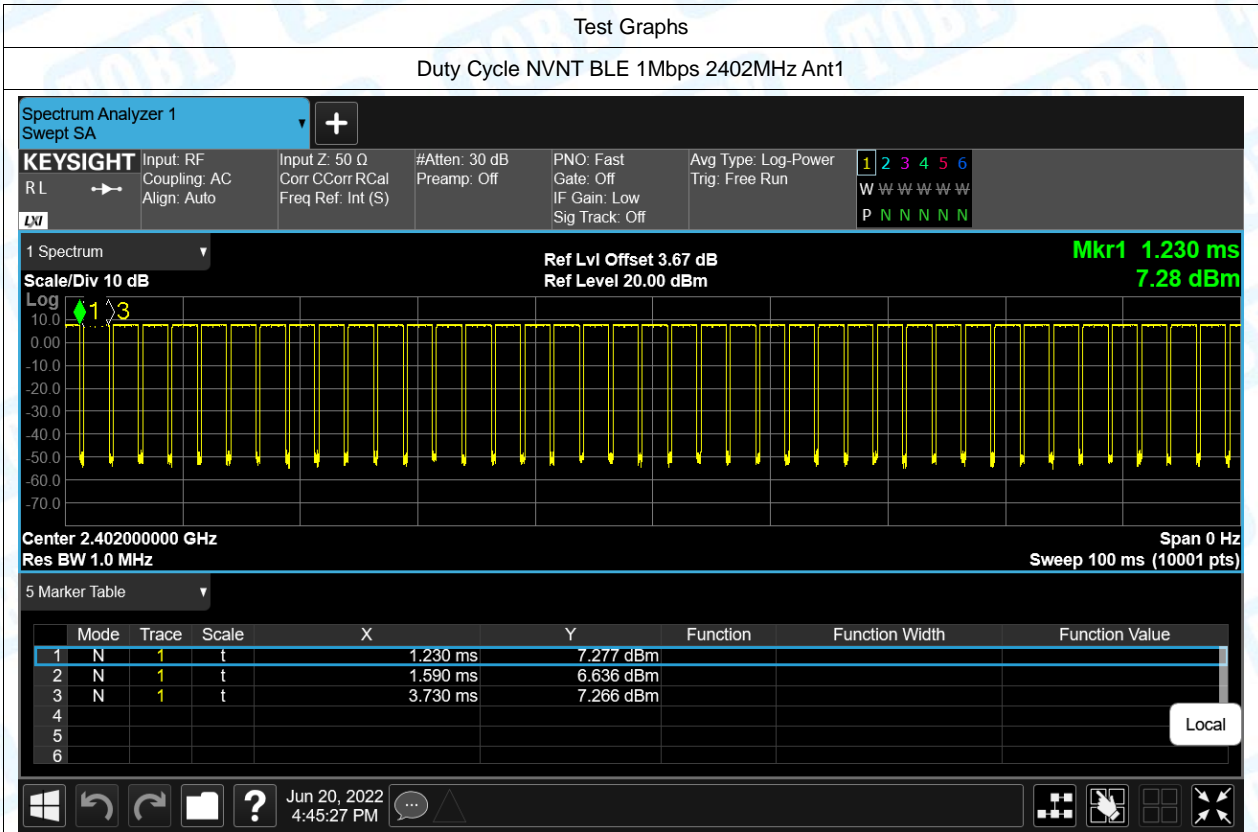 Test Graphs
Duty Cycle NVNT BLE 1Mbps 2402MHz Ant1
Spectrum Analyzer 1
Swept SA
KEYSIGHT Input: RF Input Z: 50 Ω #Atten: 30 dB PNO: Fast Avg Type: Log-Power 1 2 3 4 5 6
RL Coupling: AC Corr CCorr RCal Preamp: Off Gate: Off Trig: Free Run
Align: Auto Freq Ref: Int (S) IF Gain: Low W W W W W W
LXI Sig Track: Off P N N N N N
1 Spectrum Ref Lvl Offset 3.67 dB Mkr1 1.230 ms
Scale/Div 10 dB Ref Level 20.00 dBm 7.28 dBm
Log
1 3
10.0
0.00
-10.0
-20.0
-30.0
-40.0
-50.0
-60.0
-70.0
Center 2.402000000 GHz Span 0 Hz
Res BW 1.0 MHz Sweep 100 ms (10001 pts)
5 Marker Table
Mode Trace Scale X Y Function Function Width Function Value
1 N 1 t 1.230 ms 7.277 dBm
2 N 1 t 1.590 ms 6.636 dBm
3 N 1 t 3.730 ms 7.266 dBm
4
5
6
Local
? Jun 20, 2022
4:45:27 PM
TOBY